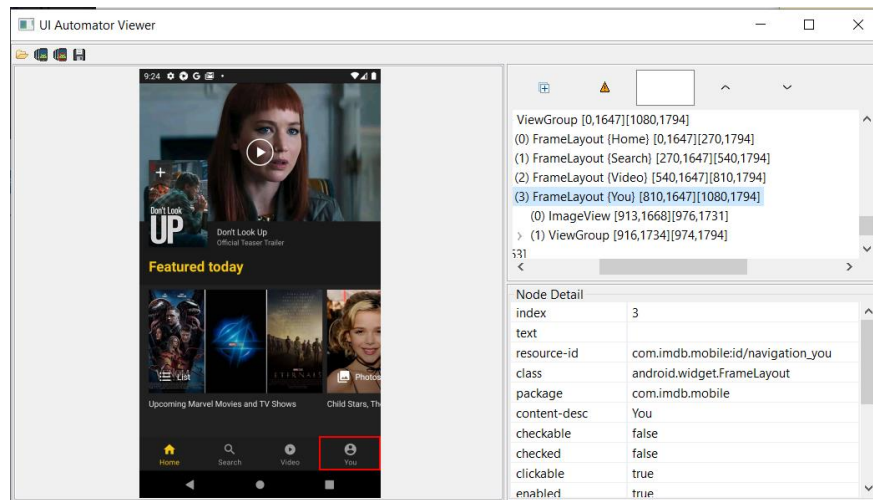 UI Automator Viewer
9:24
G
Don't Look
UP
Don't Look Up
Official Teaser Trailer
Featured today
List
ETERNALS
Photos
Upcoming Marvel Movies and TV Shows
Child Stars, Th
Home
Search
Video
You
ViewGroup [0,1647][1080,1794]
(0) FrameLayout {Home} [0,1647][270,1794]
(1) FrameLayout {Search} [270,1647][540,1794]
(2) FrameLayout {Video} [540,1647][810,1794]
(3) FrameLayout {You} [810,1647][1080,1794]
(0) ImageView [913,1668][976,1731]
(1) ViewGroup [916,1734][974,1794]
53]
Node Detail
index 3
text
resource-id com.imdb.mobile:id/navigation_you
class android.widget.FrameLayout
package com.imdb.mobile
content-desc You
checkable false
checked false
clickable true
enabled true